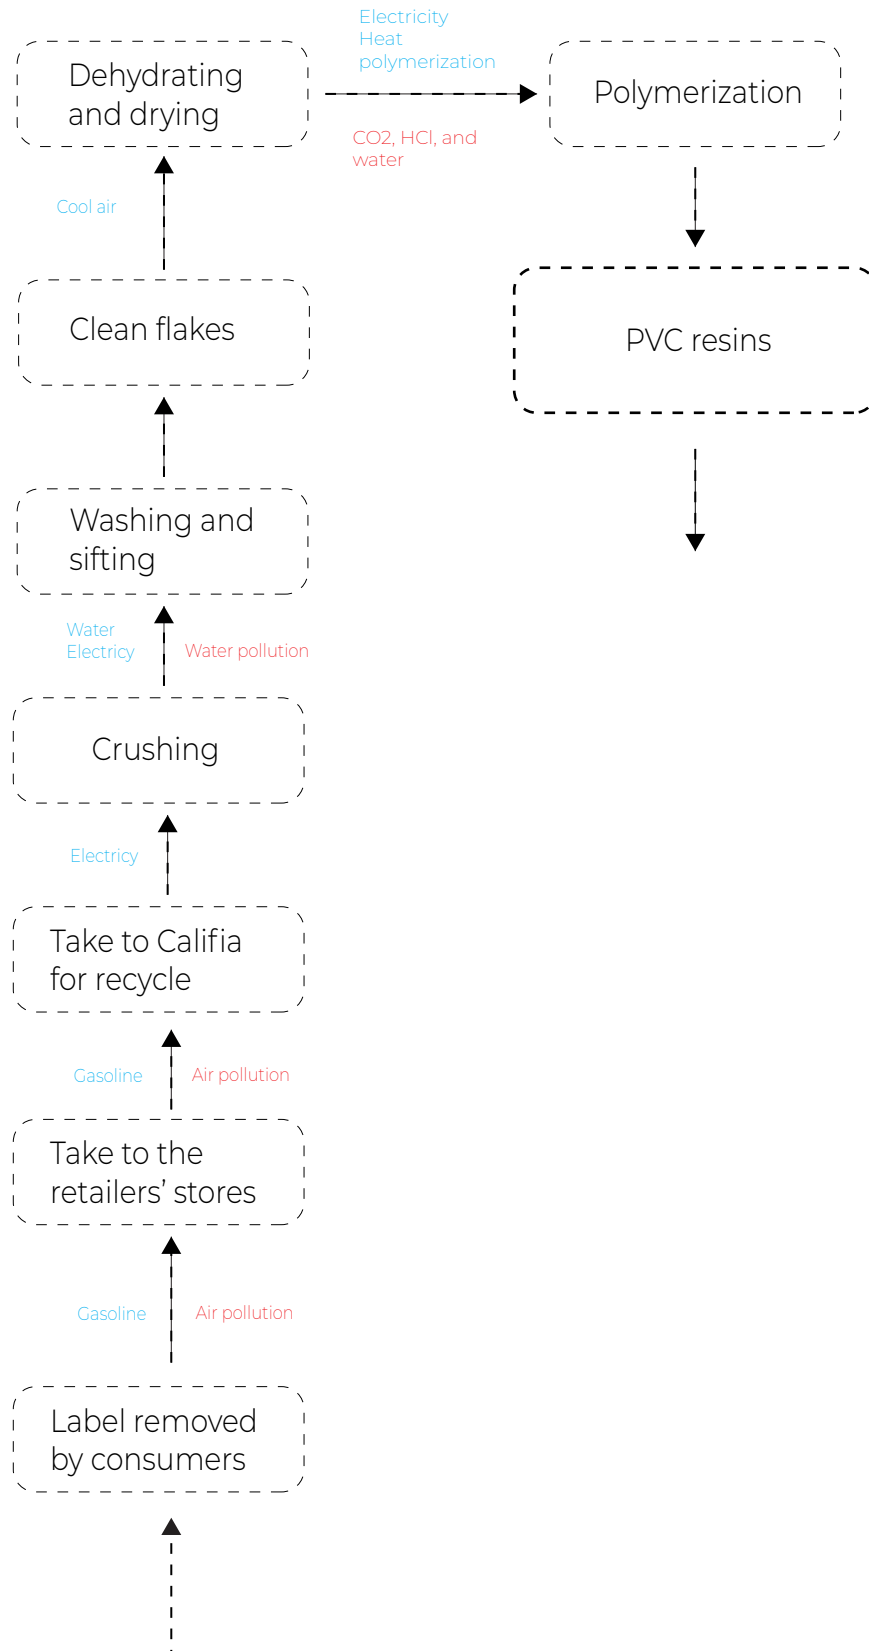 Electricity
Heat
polymerization
Dehydrating
and drying
Polymerization
CO2, HCl, and
water
Cool air
Clean flakes
PVC resins
Washing and
sifting
Water
Electricy
Water pollution
Crushing
Electricy
Take to Califia
for recycle
Gasoline
Air pollution
Take to the
retailers’ stores
Gasoline
Air pollution
Label removed
by consumers